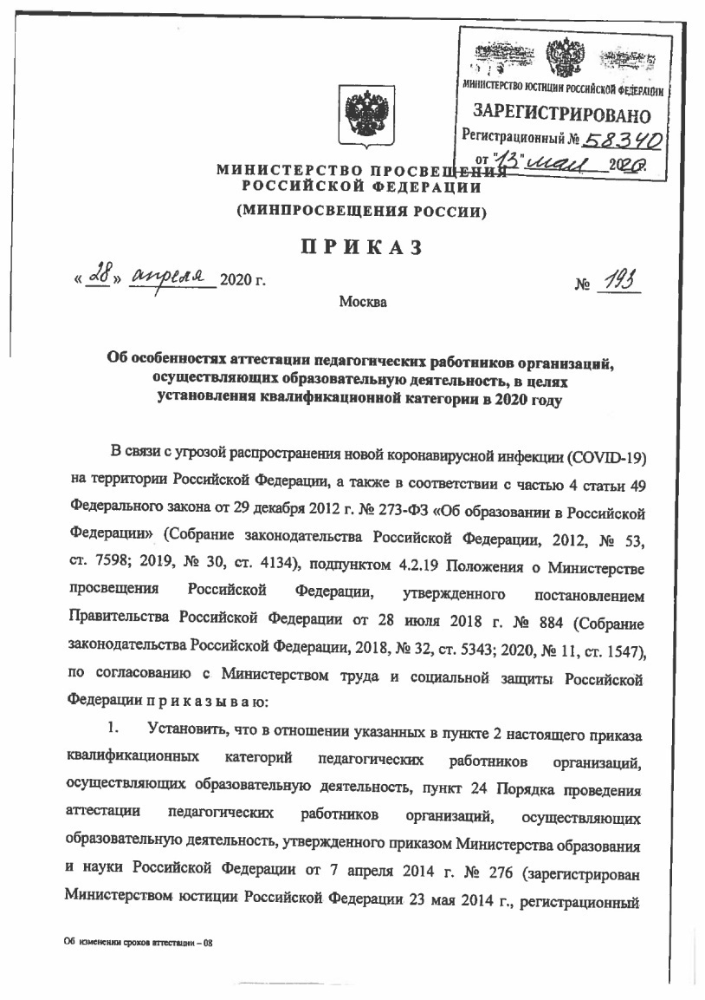 МИНИСТЕРСТВО ЮСТИЦИИ РОССИЙСКОЙ ФЕДЕРАЦИИ
ЗАРЕГИСТРИРОВАНО
Регистрационный № 58340
от "13" мая 2020.
МИНИСТЕРСТВО ПРОСВЕЩЕНИЯ
РОССИЙСКОЙ ФЕДЕРАЦИИ
(МИНПРОСВЕЩЕНИЯ РОССИИ)
П Р И К А З
« 28 » апреля 2020 г.
№ 193
Москва
Об особенностях аттестации педагогических работников организаций,
осуществляющих образовательную деятельность, в целях
установления квалификационной категории в 2020 году
В связи с угрозой распространения новой коронавирусной инфекции (COVID-19)
на территории Российской Федерации, а также в соответствии с частью 4 статьи 49
Федерального закона от 29 декабря 2012 г. № 273-ФЗ «Об образовании в Российской
Федерации» (Собрание законодательства Российской Федерации, 2012, № 53,
ст. 7598; 2019, № 30, ст. 4134), подпунктом 4.2.19 Положения о Министерстве
просвещения Российской Федерации, утвержденного постановлением
Правительства Российской Федерации от 28 июля 2018 г. № 884 (Собрание
законодательства Российской Федерации, 2018, № 32, ст. 5343; 2020, № 11, ст. 1547),
по согласованию с Министерством труда и социальной защиты Российской
Федерации п р и к а з ы в а ю:
1. Установить, что в отношении указанных в пункте 2 настоящего приказа
квалификационных категорий педагогических работников организаций,
осуществляющих образовательную деятельность, пункт 24 Порядка проведения
аттестации педагогических работников организаций, осуществляющих
образовательную деятельность, утвержденного приказом Министерства образования
и науки Российской Федерации от 7 апреля 2014 г. № 276 (зарегистрирован
Министерством юстиции Российской Федерации 23 мая 2014 г., регистрационный
Об изменении сроков аттестации – 08